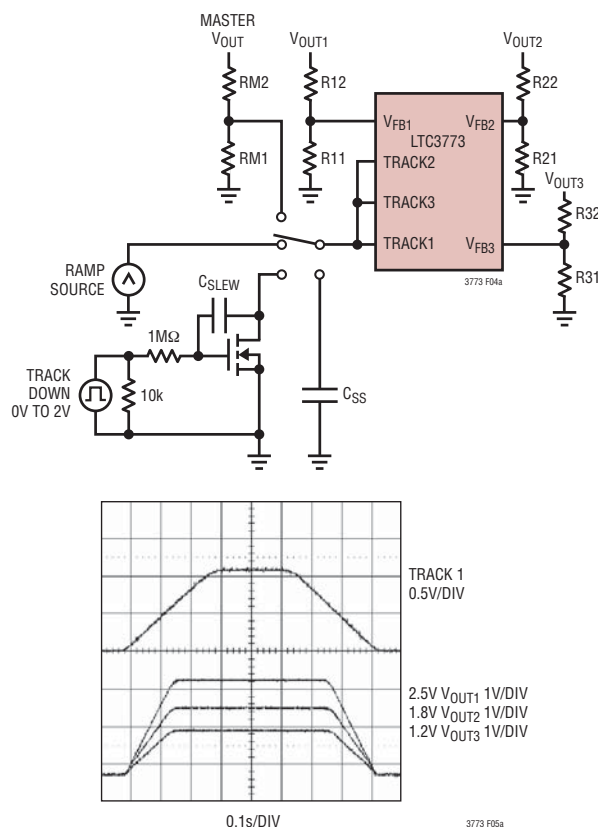 MASTER
VOUT
VOUT1
VOUT2
RM2
R12
R22
VFB1
VFB2
LTC3773
RM1
R11
TRACK2
R21
VOUT3
TRACK3
R32
TRACK1
VFB3
3773 F04a
R31
RAMP
SOURCE
CSLEW
1MΩ
TRACK
DOWN
0V TO 2V
10k
CSS
TRACK 1
0.5V/DIV
2.5V VOUT1 1V/DIV
1.8V VOUT2 1V/DIV
1.2V VOUT3 1V/DIV
0.1s/DIV
3773 F05a